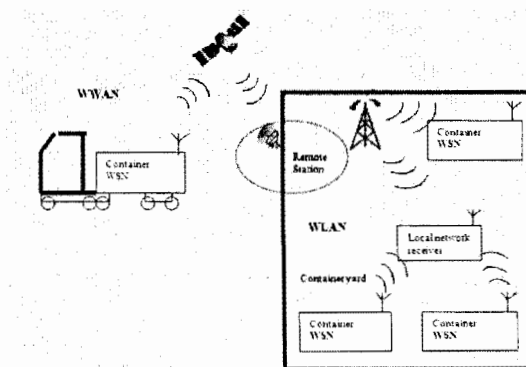 WWAN
Container
WSN
Remote
Station
Container
WSN
WLAN
Local network
receiver
Container yard
Container
WSN
Container
WSN